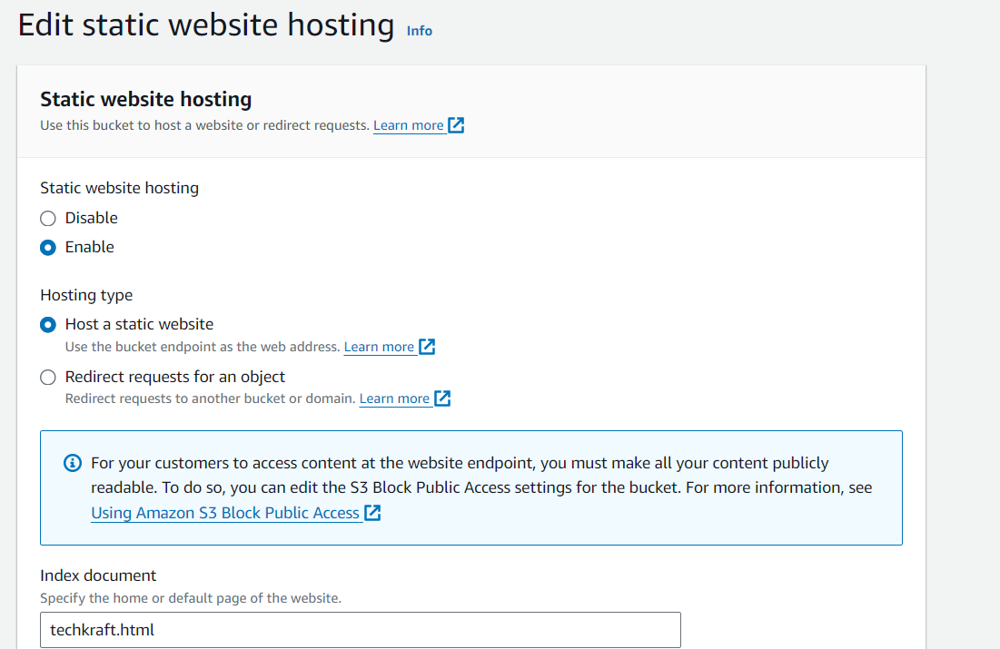 Edit static website hosting Info
Static website hosting
Use this bucket to host a website or redirect requests. Learn more
Static website hosting
Disable
Enable
Hosting type
Host a static website
Use the bucket endpoint as the web address. Learn more
Redirect requests for an object
Redirect requests to another bucket or domain. Learn more
For your customers to access content at the website endpoint, you must make all your content publicly
readable. To do so, you can edit the S3 Block Public Access settings for the bucket. For more information, see
Using Amazon S3 Block Public Access
Index document
Specify the home or default page of the website.
techkraft.html